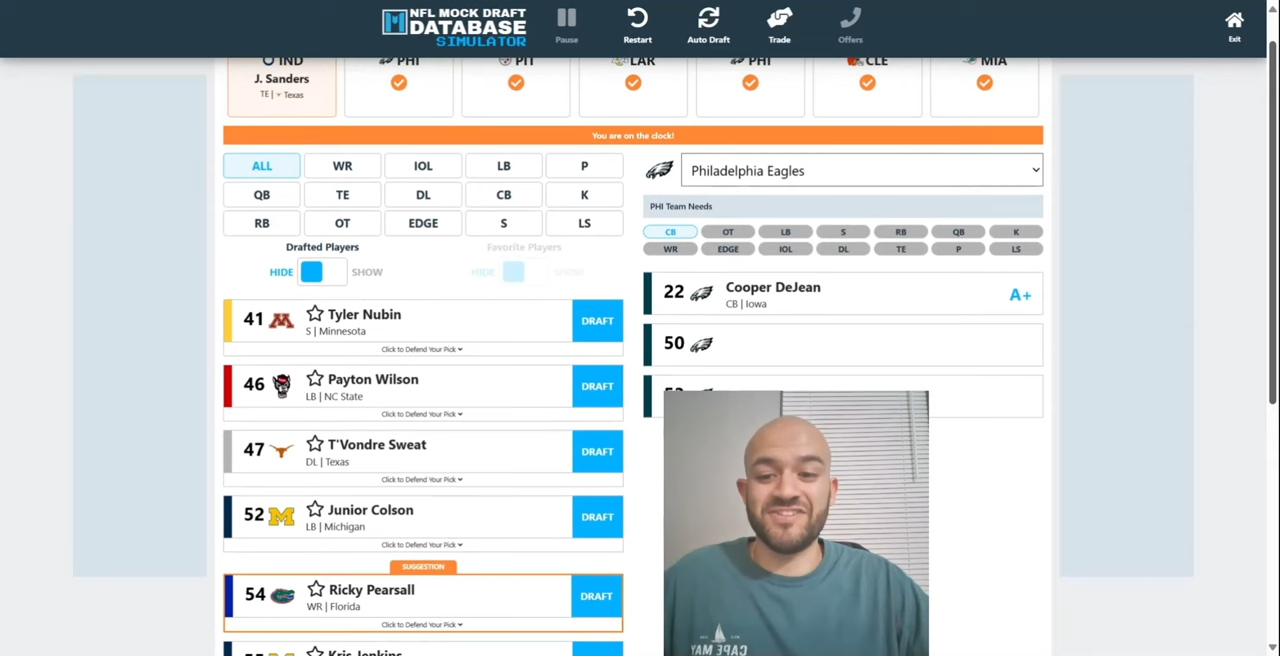 NFL MOCK DRAFT
DATABASE
SIMULATOR
Pause
Restart
Auto Draft
Trade
Offers
Exit
IND
J. Sanders
TE | Texas
PHI
PIT
LAR
PHI
CLE
MIA
You are on the clock!
ALL WR IOL LB P
QB TE DL CB K
RB OT EDGE S LS
Drafted Players
Favorite Players
HIDE SHOW
HIDE SHOW
41 Tyler Nubin
S | Minnesota
DRAFT
Click to Defend Your Pick
46 Payton Wilson
LB | NC State
DRAFT
Click to Defend Your Pick
47 T'Vondre Sweat
DL | Texas
DRAFT
Click to Defend Your Pick
52 Junior Colson
LB | Michigan
DRAFT
Click to Defend Your Pick
SUGGESTION
54 Ricky Pearsall
WR | Florida
DRAFT
Click to Defend Your Pick
Kris Jenkins
Philadelphia Eagles
PHI Team Needs
CB OT LB S RB QB K
WR EDGE IOL DL TE P LS
22 Cooper DeJean
CB | Iowa
A+
50
CAPE MAY